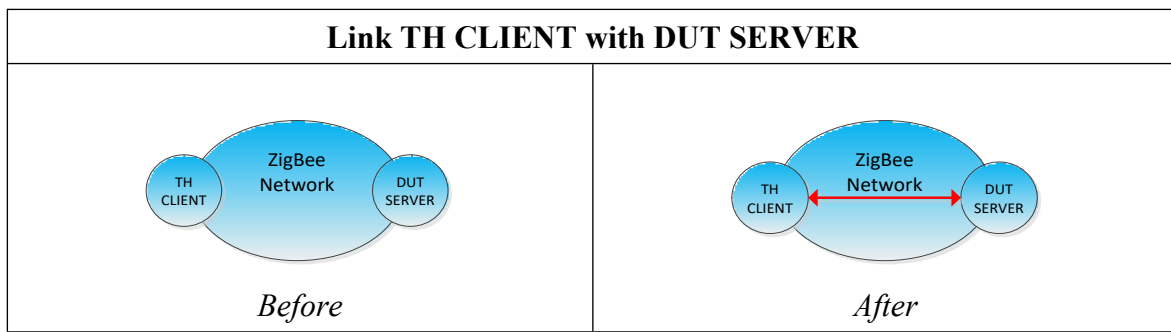 Link TH CLIENT with DUT SERVER
TH
CLIENT
ZigBee
Network
DUT
SERVER
Before
TH
CLIENT
ZigBee
Network
DUT
SERVER
After